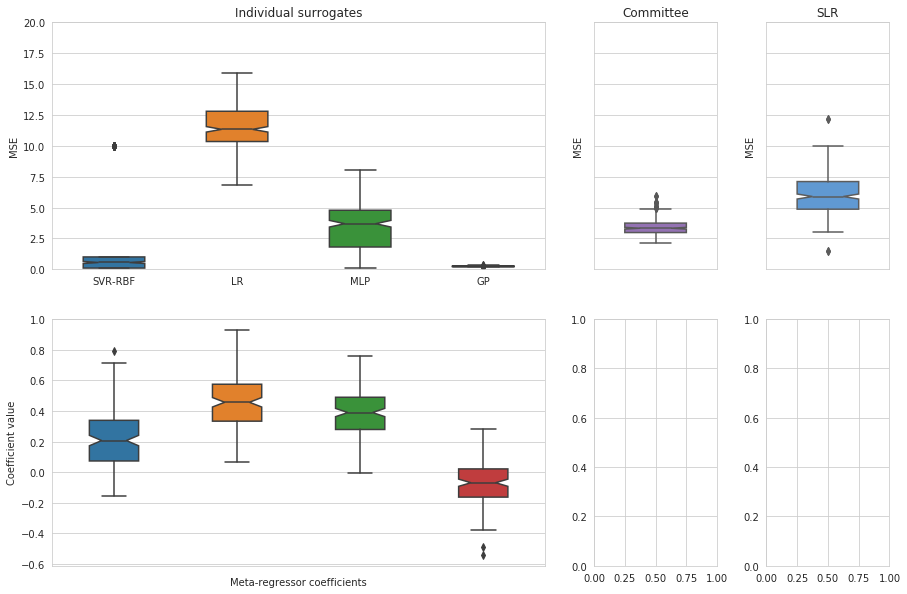 Individual surrogates
Committee
SLR
20.0
17.5
15.0
12.5
10.0
7.5
5.0
2.5
0.0
MSE
MSE
MSE
SVR-RBF
LR
MLP
GP
1.0
0.8
0.6
0.4
0.2
0.0
−0.2
−0.4
−0.6
Coefficient value
Meta-regressor coefficients
1.0
0.8
0.6
0.4
0.2
0.0
0.00 0.25 0.50 0.75 1.00
1.0
0.8
0.6
0.4
0.2
0.0
0.00 0.25 0.50 0.75 1.00